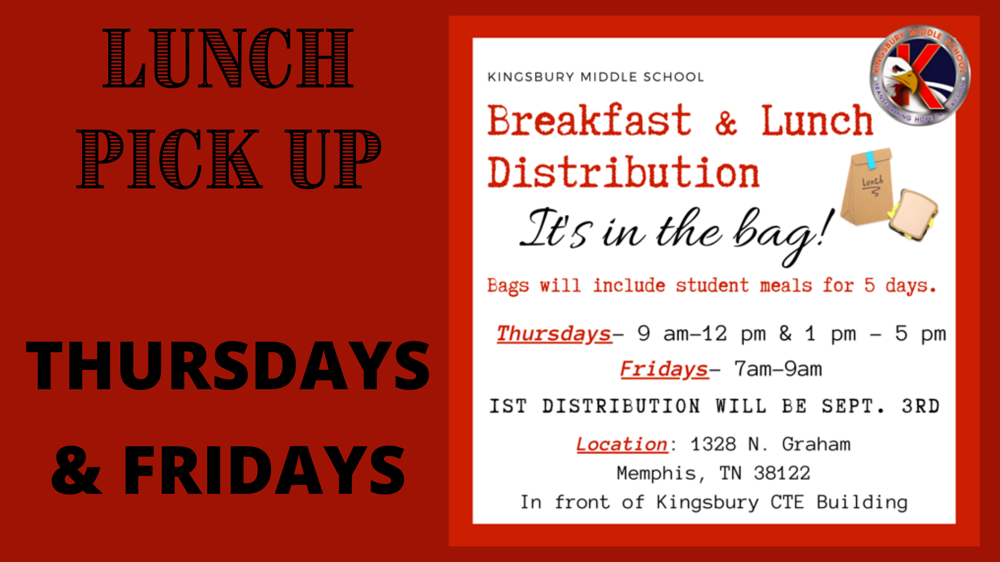 LUNCH
PICK UP
THURSDAYS
& FRIDAYS
KINGSBURY MIDDLE SCHOOL
KINGSBURY MIDDLE SCHOOL
TRANSFORMING HOPE INTO ACTION
Breakfast & Lunch
Distribution
Lunch
It's in the bag!
Bags will include student meals for 5 days.
Thursdays– 9 am–12 pm & 1 pm – 5 pm
Fridays– 7am–9am
IST DISTRIBUTION WILL BE SEPT. 3RD
Location: 1328 N. Graham
Memphis, TN 38122
In front of Kingsbury CTE Building